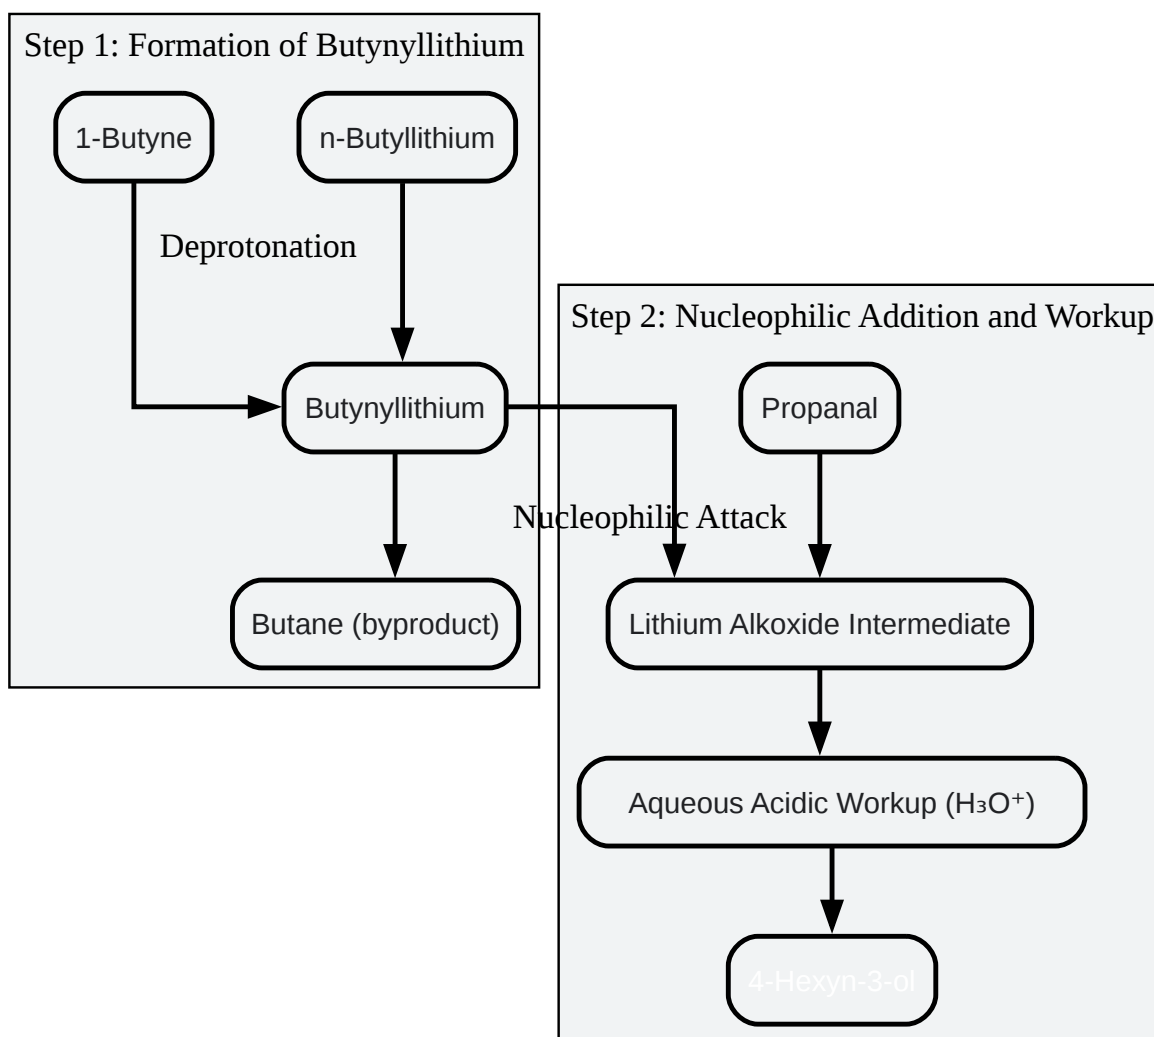 Step 1: Formation of Butynyllithium
1-Butyne
n-Butyllithium
Deprotonation
Butynyllithium
Butane (byproduct)
Step 2: Nucleophilic Addition and Workup
Propanal
Nucleophilic Attack
Lithium Alkoxide Intermediate
Aqueous Acidic Workup (H₃O⁺)
4-Hexyn-3-ol